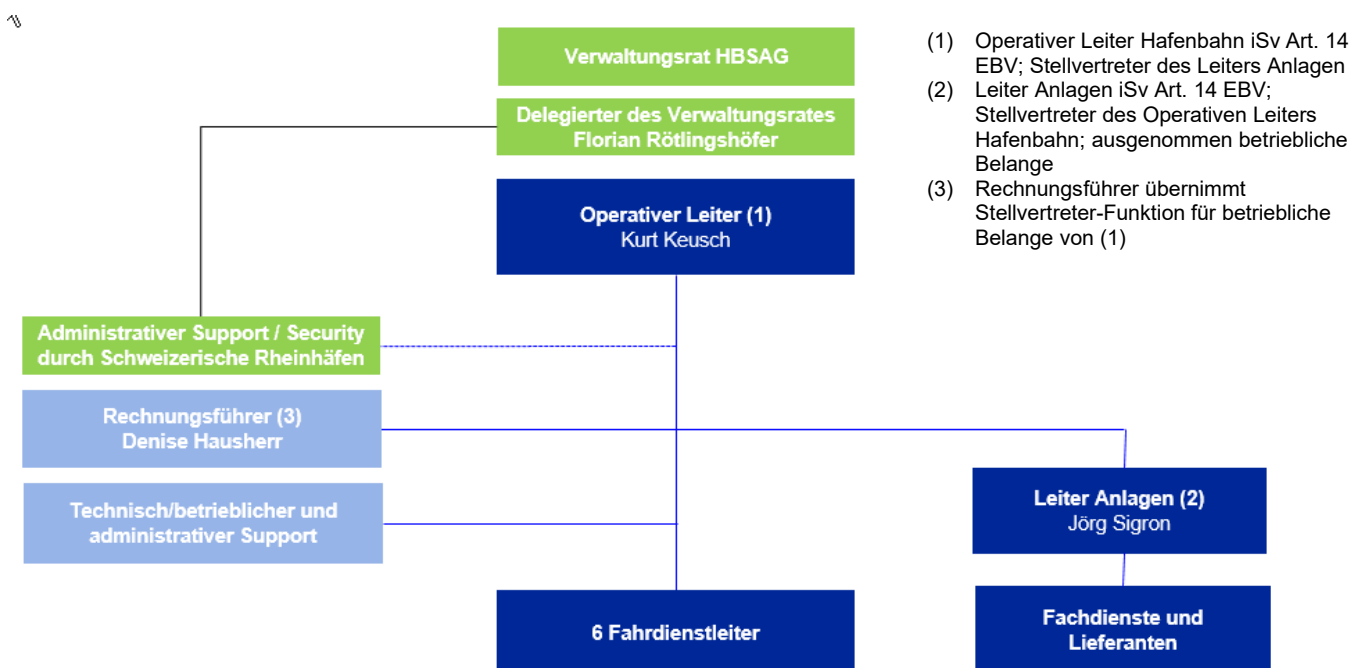 Verwaltungsrat HBSAG
Delegierter des Verwaltungsrates
Florian Rötlingshöfer
Operativer Leiter (1)
Kurt Keusch
Administrativer Support / Security
durch Schweizerische Rheinhäfen
Rechnungsführer (3)
Denise Hausherr
Technisch/betrieblicher und
administrativer Support
Leiter Anlagen (2)
Jörg Sigron
6 Fahrdienstleiter
Fachdienste und
Lieferanten
(1) Operativer Leiter Hafenbahn iSv Art. 14
EBV; Stellvertreter des Leiters Anlagen
(2) Leiter Anlagen iSv Art. 14 EBV;
Stellvertreter des Operativen Leiters
Hafenbahn; ausgenommen betriebliche
Belange
(3) Rechnungsführer übernimmt
Stellvertreter-Funktion für betriebliche
Belange von (1)